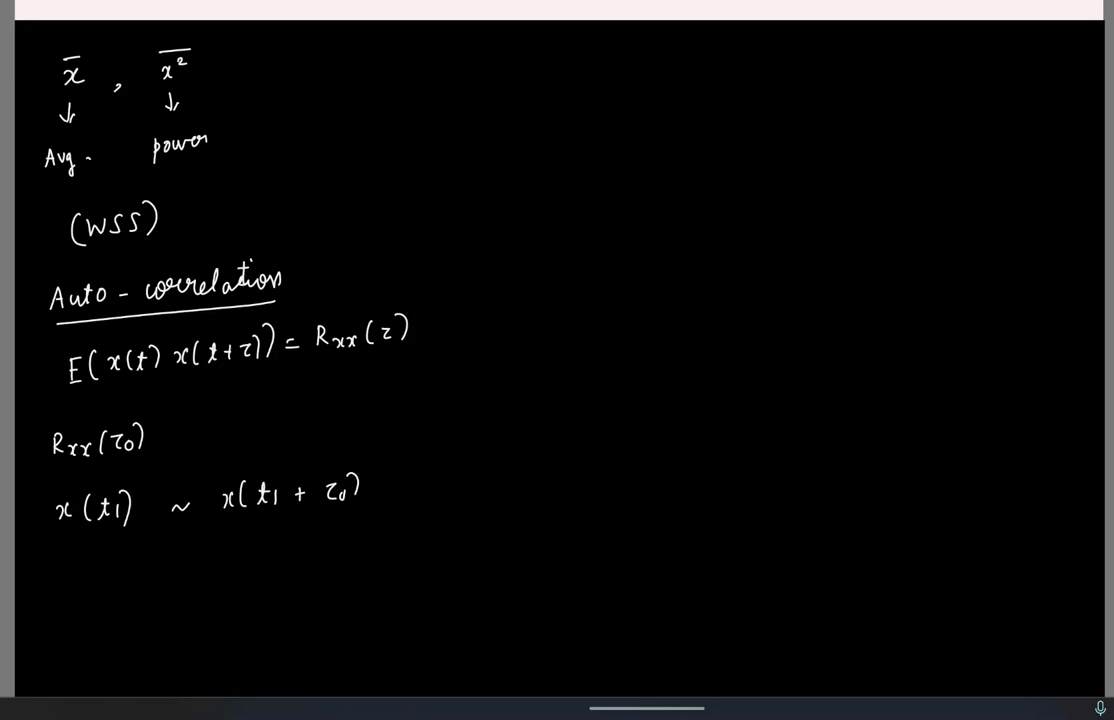 x̄ , x̄²
↓ ↓
Avg. power
(WSS)
Auto - correlation
E(x(t) x(t+τ)) = Rxx(τ)
Rxx(τ0)
x(t1) ~ x(t1 + τ0)